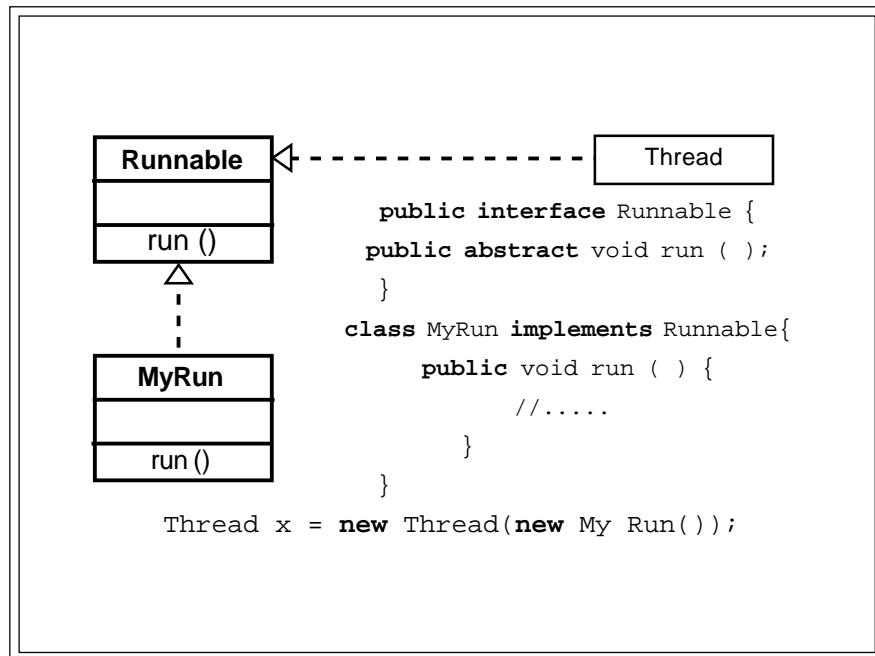 Runnable
Thread
run ()
public interface Runnable {
public abstract void run ( );
}
class MyRun implements Runnable{
public void run ( ) {
//.....
}
}
MyRun
run ()
Thread x = new Thread(new My Run());